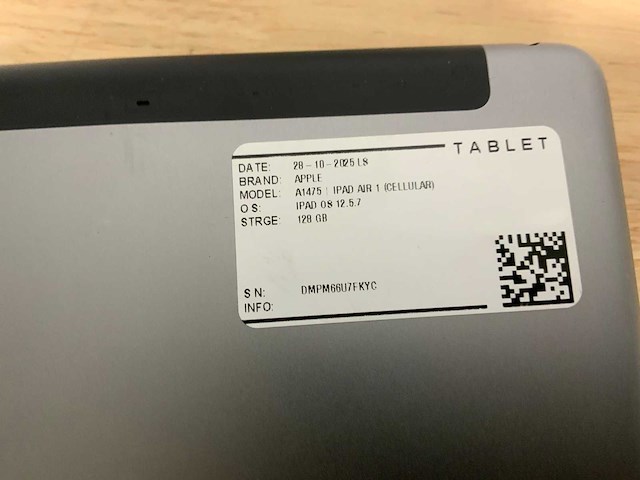 TABLET
DATE: 28-10-2025 LS
BRAND: APPLE
MODEL: A1475 : IPAD AIR 1 (CELLULAR)
OS: IPAD OS 12.5.7
STRGE: 128 GB
SN: DMPM66U7FKYC
INFO: